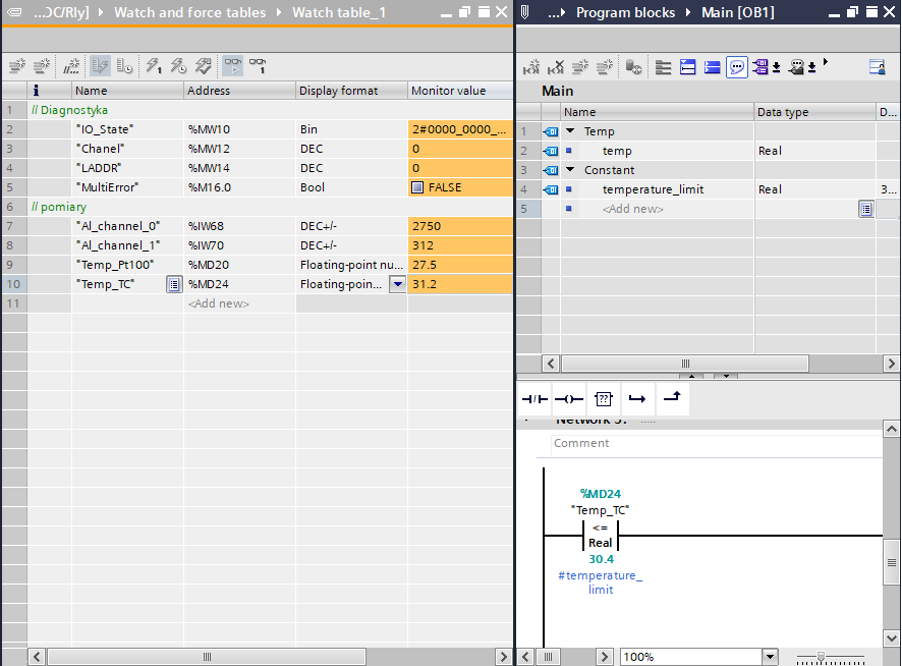 ...DC/Rly] ▸ Watch and force tables ▸ Watch table_1
i Name Address Display format Monitor value
1 // Diagnostyka
2 "IO_State" %MW10 Bin 2#0000_0000_...
3 "Chanel" %MW12 DEC 0
4 "LADDR" %MW14 DEC 0
5 "MultiError" %M16.0 Bool FALSE
6 // pomiary
7 "AI_channel_0" %IW68 DEC+/- 2750
8 "AI_channel_1" %IW70 DEC+/- 312
9 "Temp_Pt100" %MD20 Floating-point nu... 27.5
10 "Temp_TC" %MD24 Floating-poin... 31.2
11 <Add new>
... ▸ Program blocks ▸ Main [OB1]
Main
Name Data type D...
1 Temp
2 temp Real
3 Constant
4 temperature_limit Real 3...
5 <Add new>
Network 3: .....
Comment
%MD24
"Temp_TC"
<=
Real
30.4
#temperature_
limit
100%